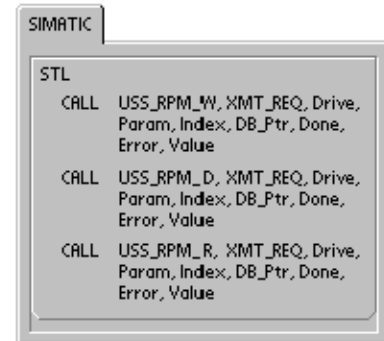 SIMATIC
STL
CALL USS_RPM_W, XMT_REQ, Drive,
Param, Index, DB_Ptr, Done,
Error, Value
CALL USS_RPM_D, XMT_REQ, Drive,
Param, Index, DB_Ptr, Done,
Error, Value
CALL USS_RPM_R, XMT_REQ, Drive,
Param, Index, DB_Ptr, Done,
Error, Value